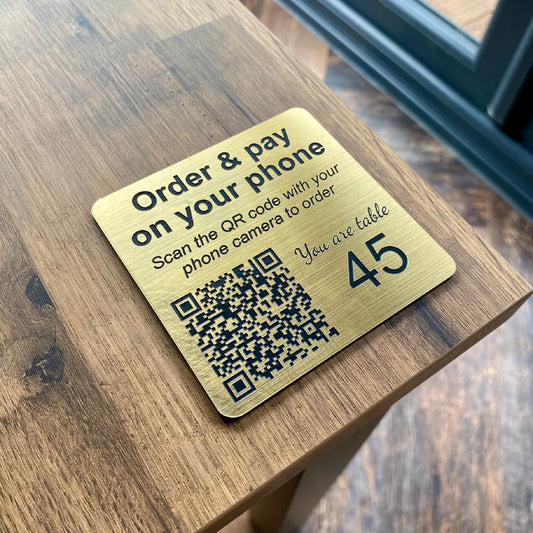 Order & pay
on your phone
Scan the QR code with your
phone camera to order
You are table
45